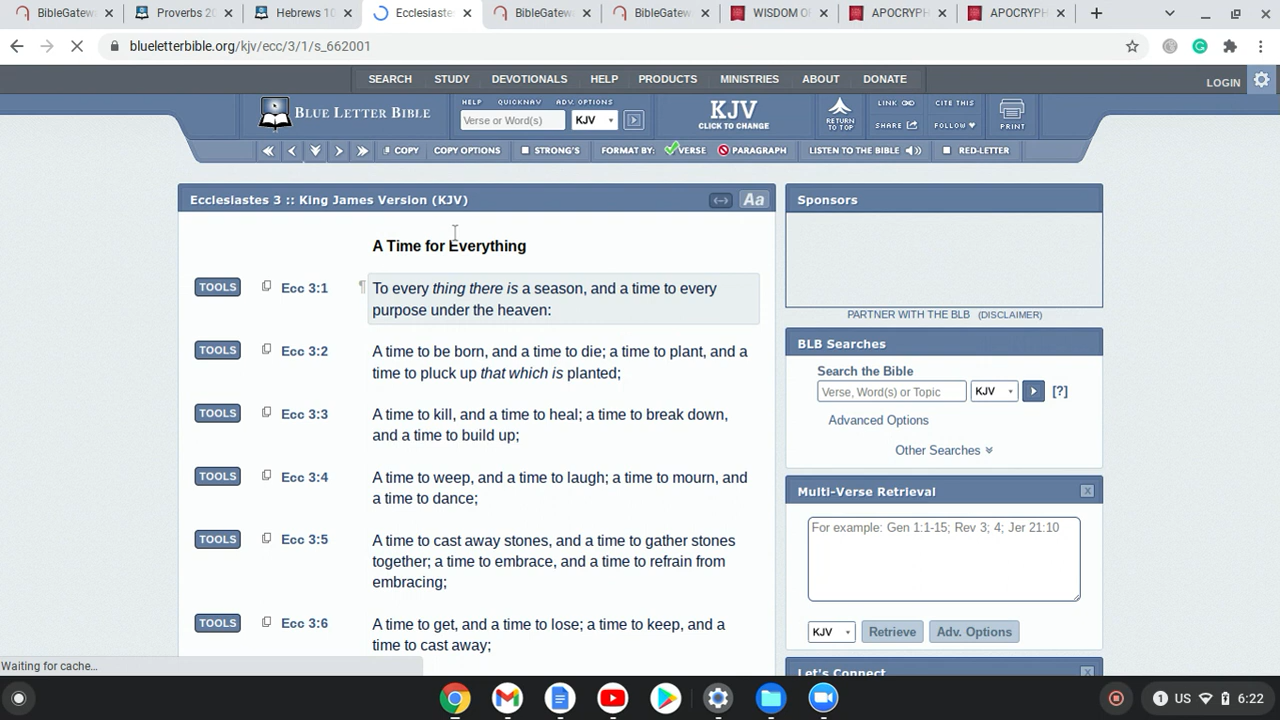 BibleGatew
Proverbs 20
Hebrews 10
Ecclesiastes
BibleGatew
BibleGatew
WISDOM O
APOCRYPH
APOCRYPH
blueletterbible.org/kjv/ecc/3/1/s_662001
SEARCH STUDY DEVOTIONALS HELP PRODUCTS MINISTRIES ABOUT DONATE
LOGIN
BLUE LETTER BIBLE
HELP QUICKNAV ADV. OPTIONS
Verse or Word(s) KJV
KJV
CLICK TO CHANGE
RETURN
TO TOP
LINK CITE THIS
SHARE FOLLOW
PRINT
COPY COPY OPTIONS STRONG'S FORMAT BY: VERSE PARAGRAPH LISTEN TO THE BIBLE RED-LETTER
Ecclesiastes 3 :: King James Version (KJV) Aa
A Time for Everything
TOOLS Ecc 3:1 ¶ To every thing there is a season, and a time to every
purpose under the heaven:
TOOLS Ecc 3:2 A time to be born, and a time to die; a time to plant, and a
time to pluck up that which is planted;
TOOLS Ecc 3:3 A time to kill, and a time to heal; a time to break down,
and a time to build up;
TOOLS Ecc 3:4 A time to weep, and a time to laugh; a time to mourn, and
a time to dance;
TOOLS Ecc 3:5 A time to cast away stones, and a time to gather stones
together; a time to embrace, and a time to refrain from
embracing;
TOOLS Ecc 3:6 A time to get, and a time to lose; a time to keep, and a
time to cast away;
Sponsors
PARTNER WITH THE BLB (DISCLAIMER)
BLB Searches
Search the Bible
Verse, Word(s) or Topic KJV [?]
Advanced Options
Other Searches
Multi-Verse Retrieval X
For example: Gen 1:1-15; Rev 3; 4; Jer 21:10
KJV Retrieve Adv. Options
Let's Connect X
Waiting for cache…
1 US 6:22